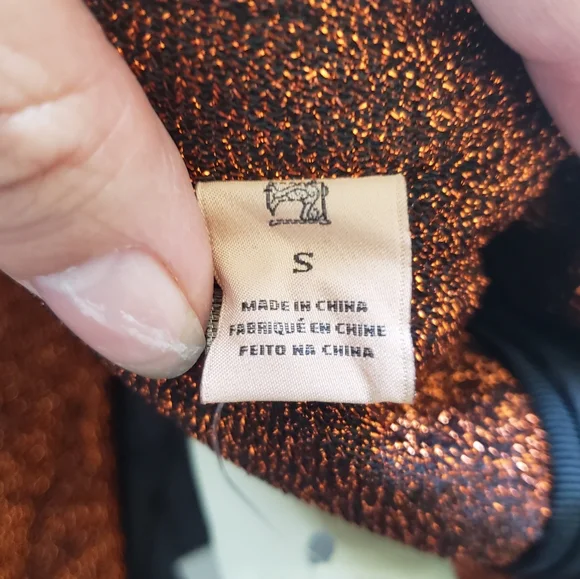 S
MADE IN CHINA
FABRIQUÉ EN CHINE
FEITO NA CHINA